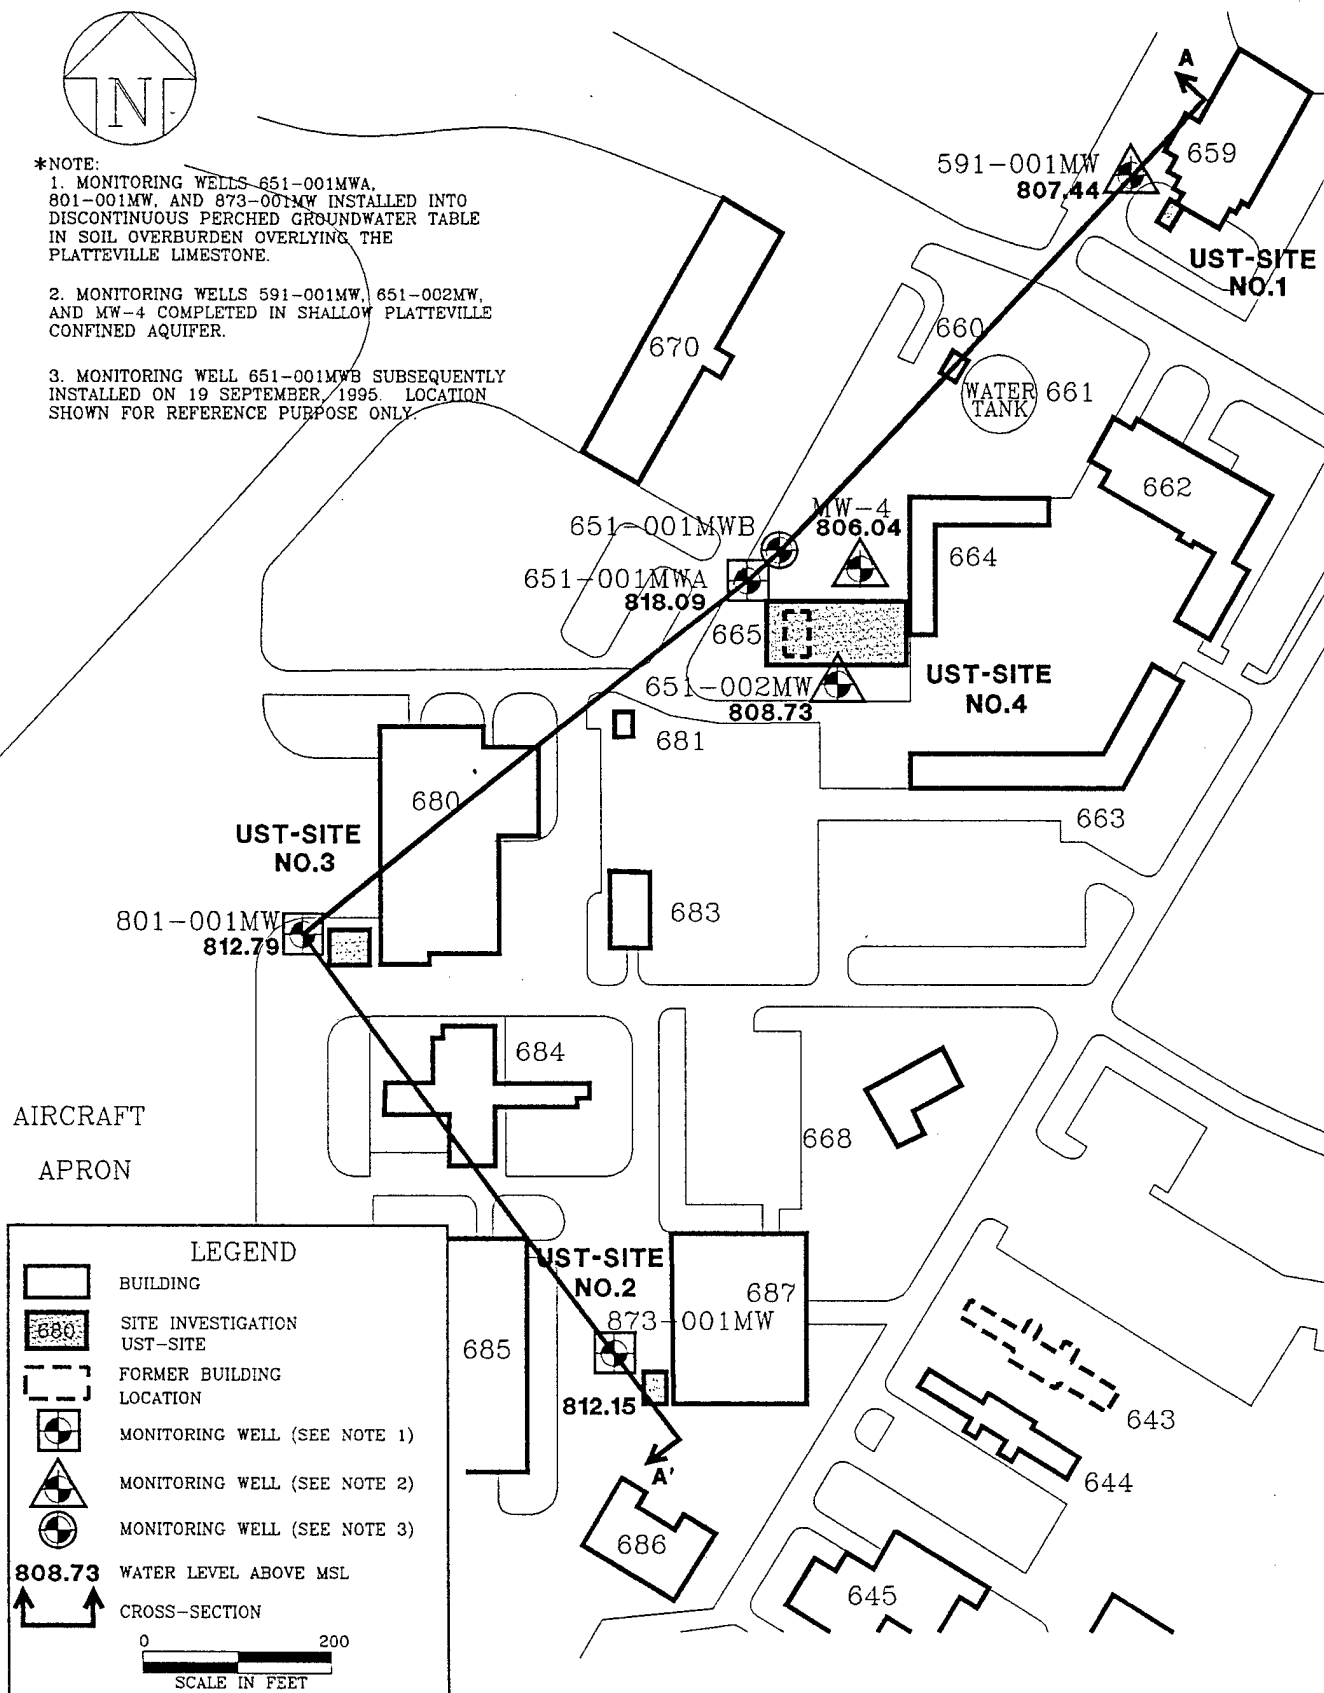 N
*NOTE:
1. MONITORING WELLS 651-001MWA,
801-001MW, AND 873-001MW INSTALLED INTO
DISCONTINUOUS PERCHED GROUNDWATER TABLE
IN SOIL OVERBURDEN OVERLYING THE
PLATTEVILLE LIMESTONE.
2. MONITORING WELLS 591-001MW, 651-002MW,
AND MW-4 COMPLETED IN SHALLOW PLATTEVILLE
CONFINED AQUIFER.
3. MONITORING WELL 651-001MWB SUBSEQUENTLY
INSTALLED ON 19 SEPTEMBER, 1995. LOCATION
SHOWN FOR REFERENCE PURPOSE ONLY.
A
659
591-001MW
807.44
UST-SITE
NO.1
670
660
WATER
TANK
661
662
MW-4
806.04
651-001MWB
664
651-001MWA
818.09
665
651-002MW
808.73
UST-SITE
NO.4
681
680
663
UST-SITE
NO.3
683
801-001MW
812.79
684
AIRCRAFT
APRON
668
UST-SITE
NO.2
687
873-001MW
685
812.15
A'
686
643
644
645
LEGEND
BUILDING
680
SITE INVESTIGATION
UST-SITE
FORMER BUILDING
LOCATION
MONITORING WELL (SEE NOTE 1)
MONITORING WELL (SEE NOTE 2)
MONITORING WELL (SEE NOTE 3)
808.73 WATER LEVEL ABOVE MSL
CROSS-SECTION
0 200
SCALE IN FEET